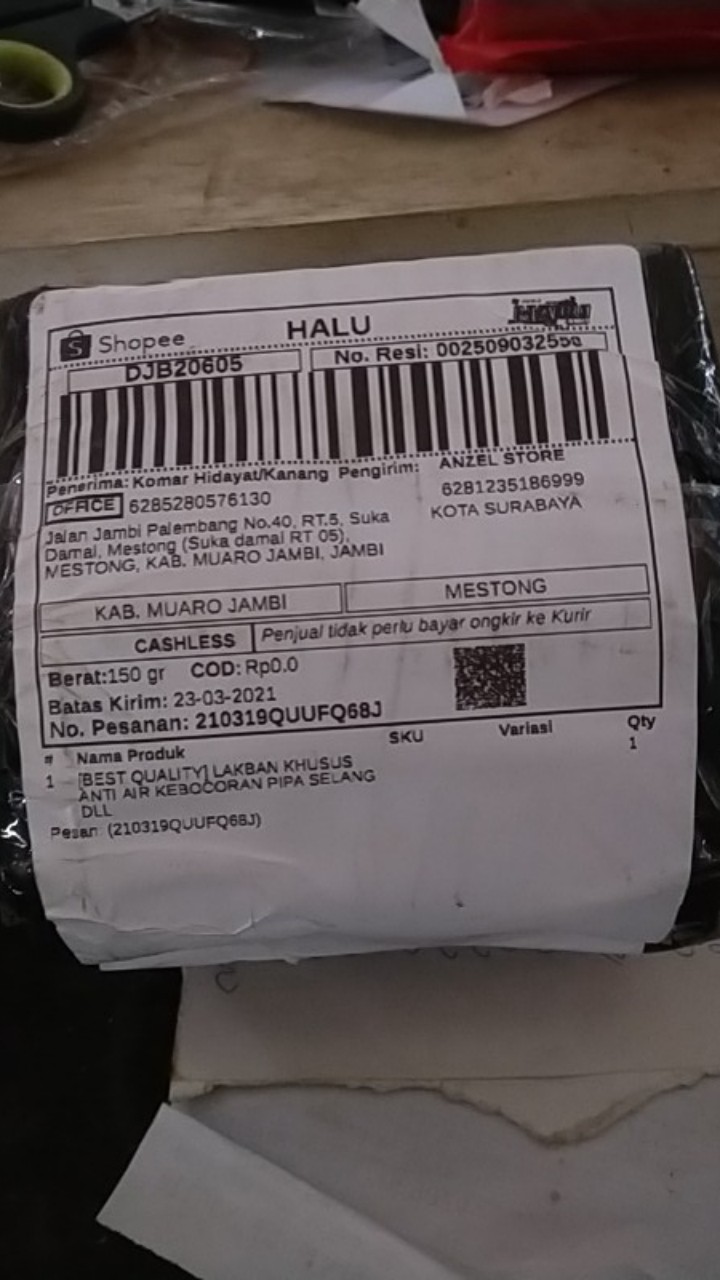 Shopee
HALU
DJB20605
No. Resi: 002509032550
Penerima: Komar Hidayat/Kanang Pengirim: ANZEL STORE
OFFICE 6285280576130
6281235186999
KOTA SURABAYA
Jalan Jambi Palembang No.40, RT.5, Suka
Damai, Mestong (Suka damai RT 05),
MESTONG, KAB. MUARO JAMBI, JAMBI
KAB. MUARO JAMBI
MESTONG
CASHLESS
Penjual tidak perlu bayar ongkir ke Kurir
Berat:150 gr COD: Rp0.0
Batas Kirim: 23-03-2021
No. Pesanan: 210319QUUFQ68J
# Nama Produk SKU Variasi Qty
1 [BEST QUALITY] LAKBAN KHUSUS 1
ANTI AIR KEBOCORAN PIPA SELANG
DLL
Pesan: (210319QUUFQ68J)